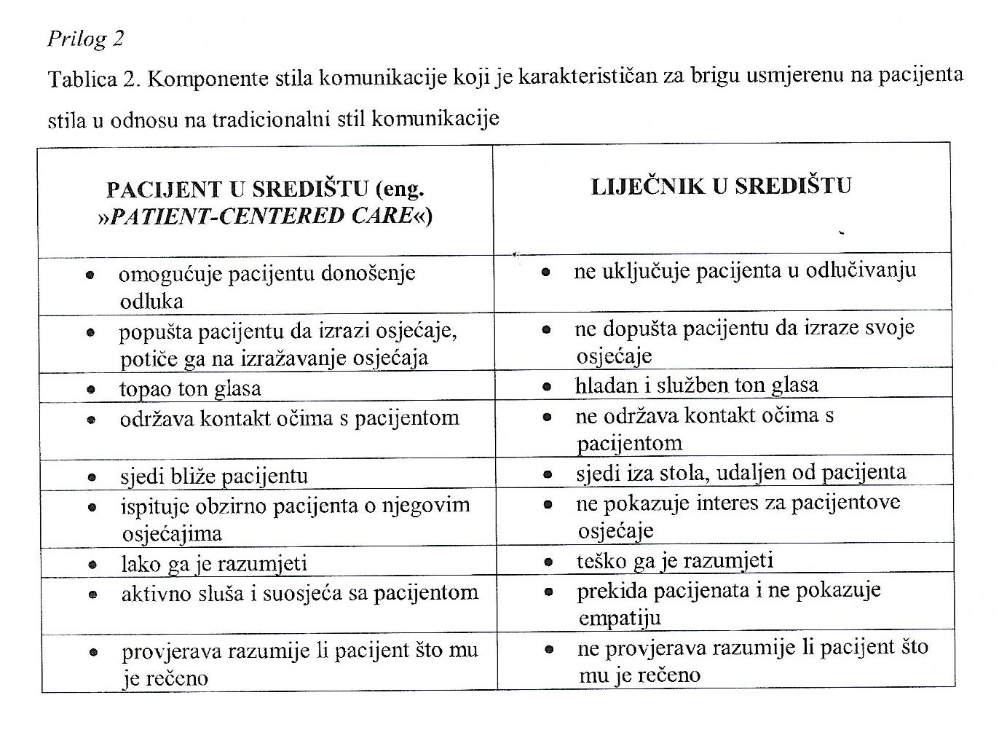 Prilog 2
Tablica 2. Komponente stila komunikacije koji je karakterističan za brigu usmjerenu na pacijenta
stila u odnosu na tradicionalni stil komunikacije
PACIJENT U SREDIŠTU (eng.
»PATIENT-CENTERED CARE«)
LIJEČNIK U SREDIŠTU
• omogućuje pacijentu donošenje
odluka
• ne uključuje pacijenta u odlučivanju
• popušta pacijentu da izrazi osjećaje,
potiče ga na izražavanje osjećaja
• ne dopušta pacijentu da izraze svoje
osjećaje
• topao ton glasa
• hladan i služben ton glasa
• održava kontakt očima s pacijentom
• ne održava kontakt očima s
pacijentom
• sjedi bliže pacijentu
• sjedi iza stola, udaljen od pacijenta
• ispituje obzirno pacijenta o njegovim
osjećajima
• ne pokazuje interes za pacijentove
osjećaje
• lako ga je razumjeti
• teško ga je razumjeti
• aktivno sluša i suosjeća sa pacijentom
• prekida pacijenata i ne pokazuje
empatiju
• provjerava razumije li pacijent što mu
je rečeno
• ne provjerava razumije li pacijent što
mu je rečeno